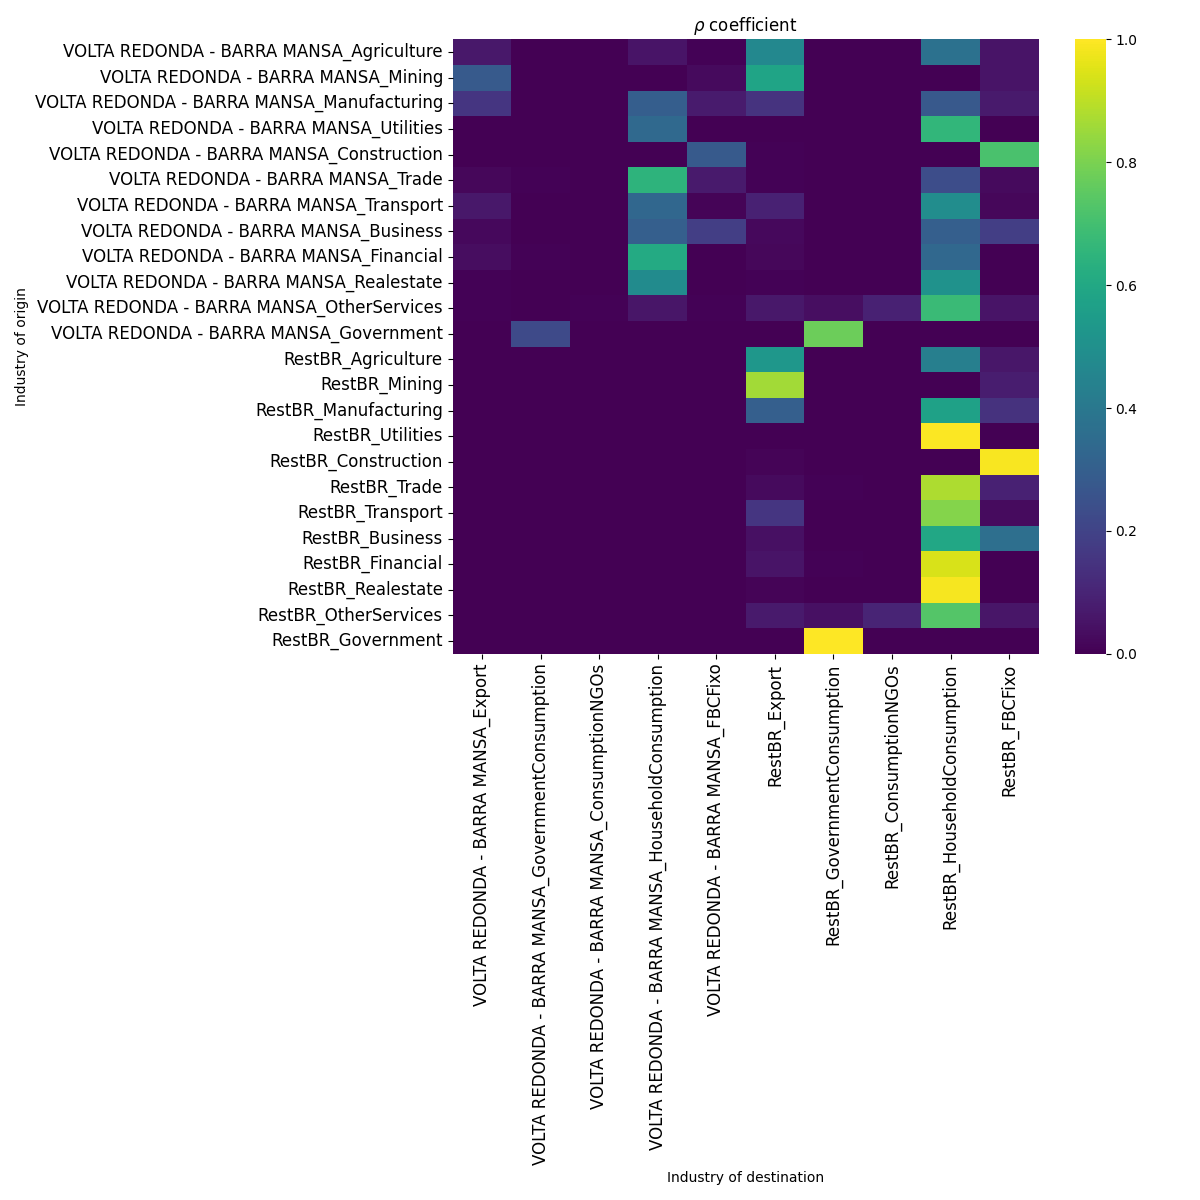 ρ coefficient
VOLTA REDONDA - BARRA MANSA_Agriculture
VOLTA REDONDA - BARRA MANSA_Mining
VOLTA REDONDA - BARRA MANSA_Manufacturing
VOLTA REDONDA - BARRA MANSA_Utilities
VOLTA REDONDA - BARRA MANSA_Construction
VOLTA REDONDA - BARRA MANSA_Trade
VOLTA REDONDA - BARRA MANSA_Transport
VOLTA REDONDA - BARRA MANSA_Business
VOLTA REDONDA - BARRA MANSA_Financial
VOLTA REDONDA - BARRA MANSA_Realestate
VOLTA REDONDA - BARRA MANSA_OtherServices
VOLTA REDONDA - BARRA MANSA_Government
RestBR_Agriculture
RestBR_Mining
RestBR_Manufacturing
RestBR_Utilities
RestBR_Construction
RestBR_Trade
RestBR_Transport
RestBR_Business
RestBR_Financial
RestBR_Realestate
RestBR_OtherServices
RestBR_Government
Industry of origin
VOLTA REDONDA - BARRA MANSA_Export
VOLTA REDONDA - BARRA MANSA_GovernmentConsumption
VOLTA REDONDA - BARRA MANSA_ConsumptionNGOs
VOLTA REDONDA - BARRA MANSA_HouseholdConsumption
VOLTA REDONDA - BARRA MANSA_FBCFixo
RestBR_Export
RestBR_GovernmentConsumption
RestBR_ConsumptionNGOs
RestBR_HouseholdConsumption
RestBR_FBCFixo
Industry of destination
1.0
0.8
0.6
0.4
0.2
0.0